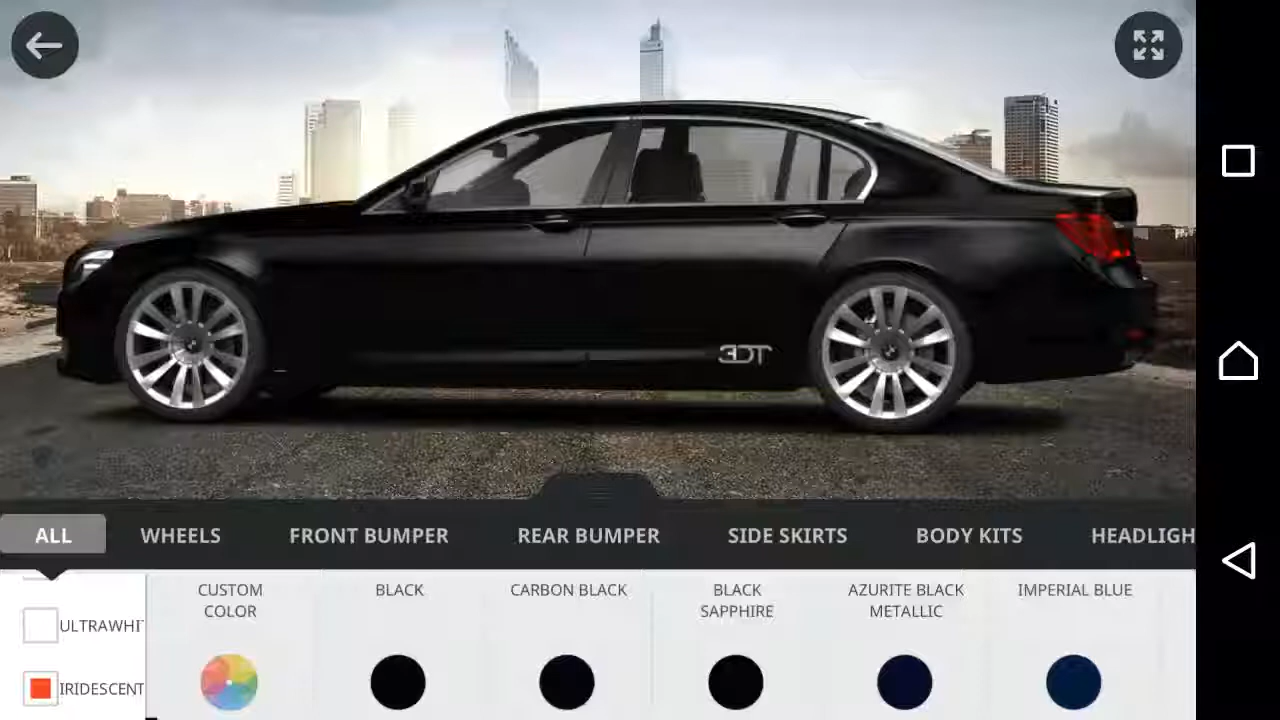 3DT
ALL
WHEELS
FRONT BUMPER
REAR BUMPER
SIDE SKIRTS
BODY KITS
HEADLIGH
ULTRAWHI
IRIDESCENT
CUSTOM
COLOR
BLACK
CARBON BLACK
BLACK
SAPPHIRE
AZURITE BLACK
METALLIC
IMPERIAL BLUE